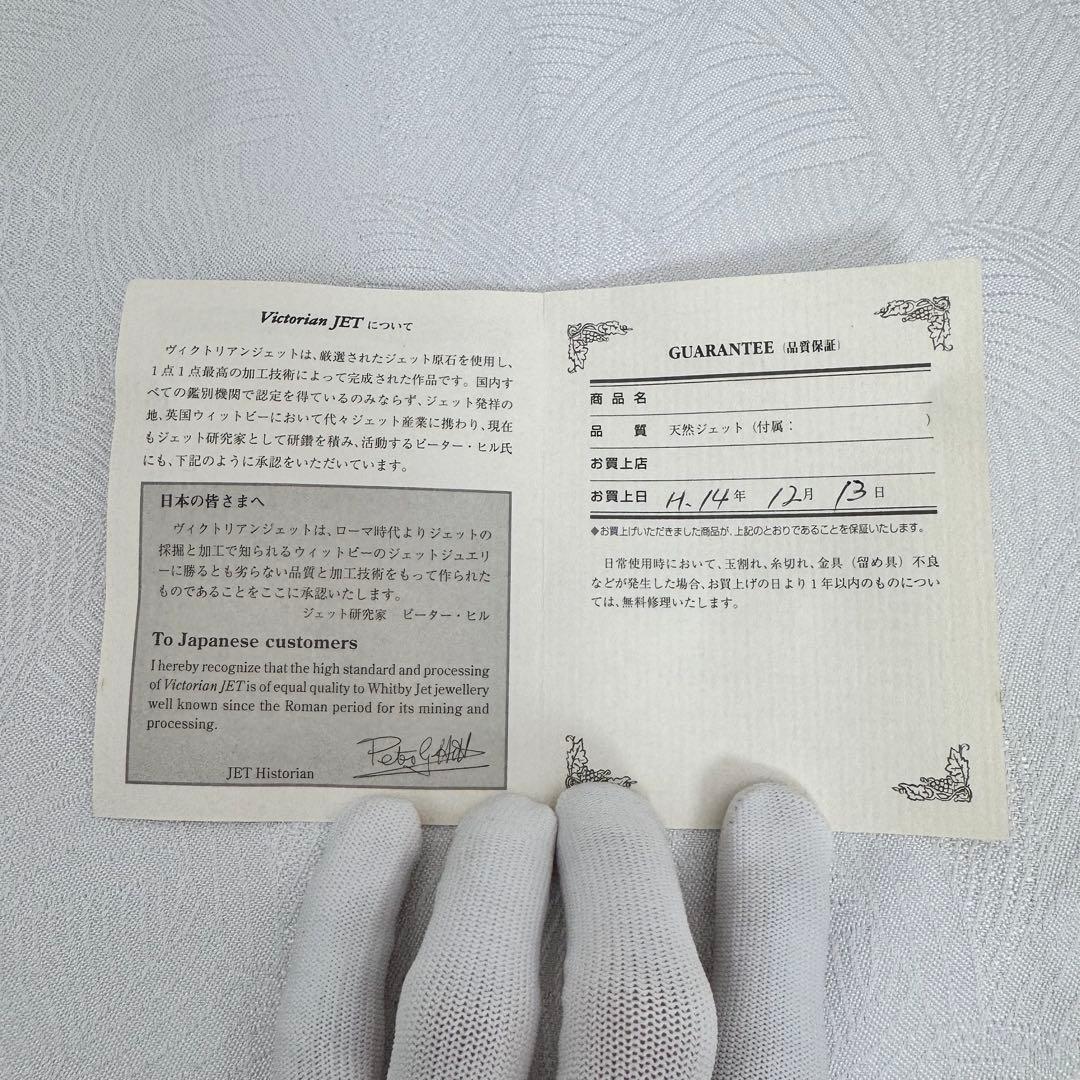 Victorian JET について
ヴィクトリアンジェットは、厳選されたジェット原石を使用し、
1点1点最高の加工技術によって完成された作品です。国内す
べての鑑別機関で認定を得ているのみならず、ジェット発祥の
地、英国ウィットビーにおいて代々ジェット産業に携わり、現在
もジェット研究家として研鑽を積み、活動するピーター・ヒル氏
にも、下記のように承認をいただいています。
日本の皆さまへ
ヴィクトリアンジェットは、ローマ時代よりジェットの
採掘と加工で知られるウィットビーのジェットジュエリ
ーに勝るとも劣らない品質と加工技術をもって作られた
ものであることをここに承認いたします。
ジェット研究家 ピーター・ヒル
To Japanese customers
I hereby recognize that the high standard and processing
of Victorian JET is of equal quality to Whitby Jet jewellery
well known since the Roman period for its mining and
processing.
JET Historian
GUARANTEE (品質保証)
商品名
品 質 天然ジェット (付属: )
お買上店
お買上日 H.14年 12月 13日
◆お買上げいただきました商品が、上記のとおりであることを保証いたします。
日常使用時において、玉割れ、糸切れ、金具(留め具)不良
などが発生した場合、お買上げの日より1年以内のものについ
ては、無料修理いたします。